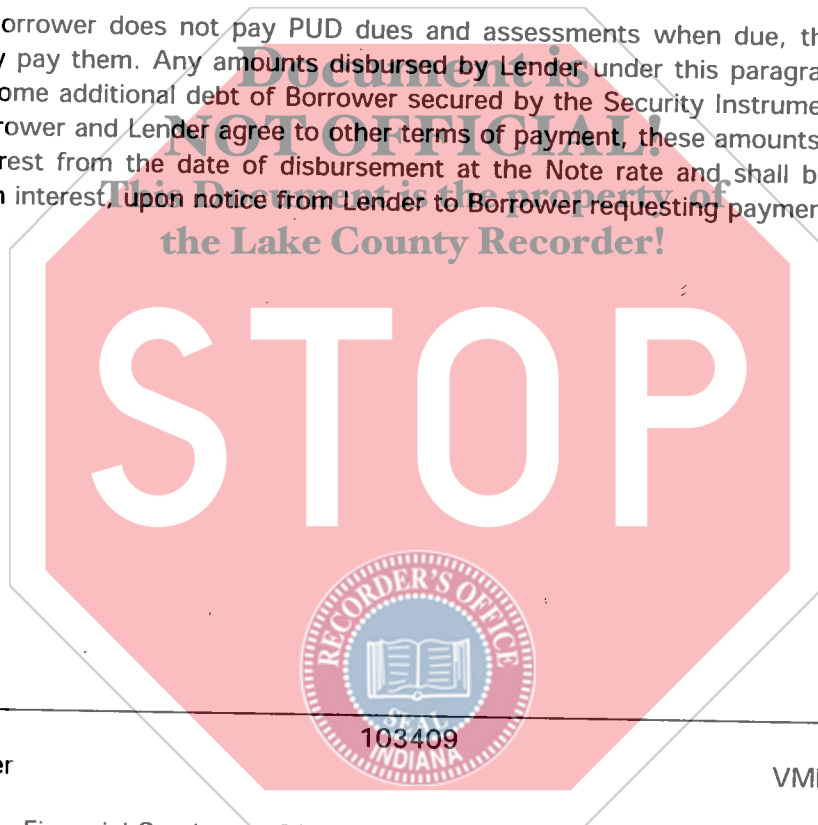 orrower does not pay PUD dues and assessments when due, th
pay them. Any amounts disbursed by Lender under this paragra
ome additional debt of Borrower secured by the Security Instrume
rower and Lender agree to other terms of payment, these amounts
rest from the date of disbursement at the Note rate and shall b
interest, upon notice from Lender to Borrower requesting paymen
Document is
NOT OFFICIAL!
This Document is the property of
the Lake County Recorder!
STOP
RECORDER'S OFFICE
SEAL
INDIANA
103409
er
VM